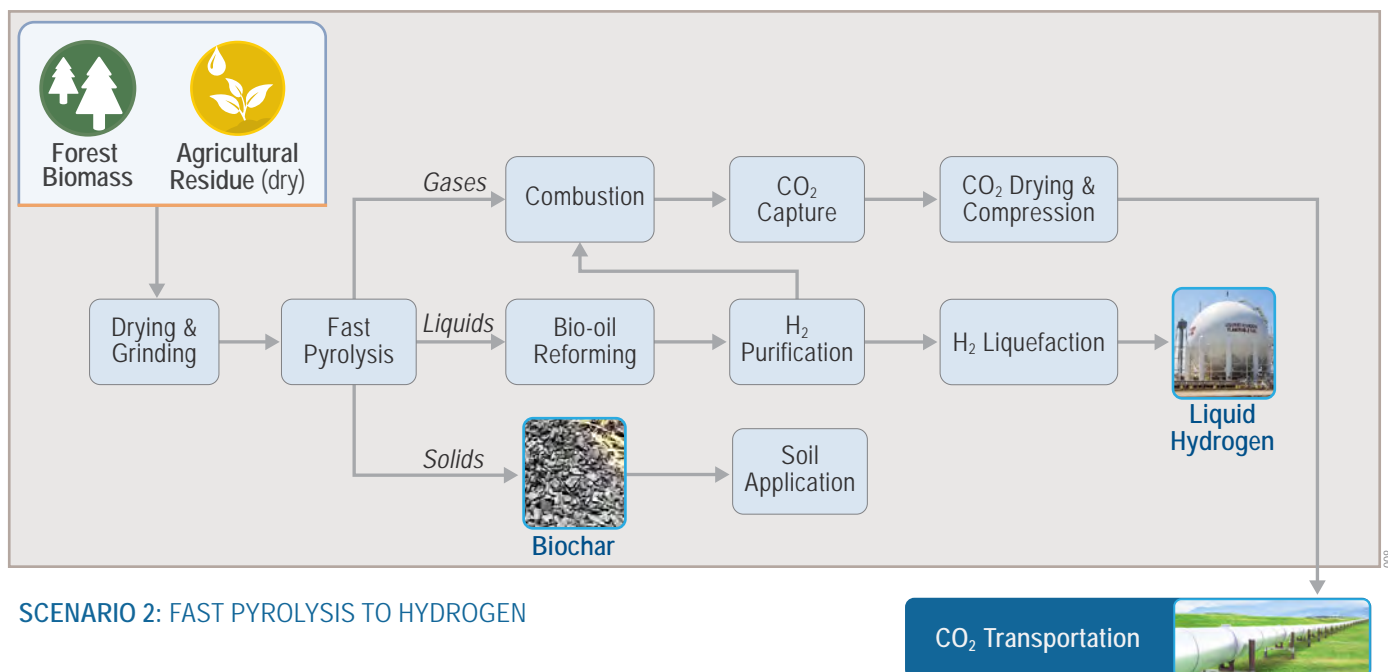 Forest
Biomass
Agricultural
Residue (dry)
Gases
Combustion
CO₂
Capture
CO₂ Drying &
Compression
Drying &
Grinding
Fast
Pyrolysis
Liquids
Bio-oil
Reforming
H₂
Purification
H₂ Liquefaction
Liquid
Hydrogen
Solids
Biochar
Soil
Application
SCENARIO 2: FAST PYROLYSIS TO HYDROGEN
CO₂ Transportation